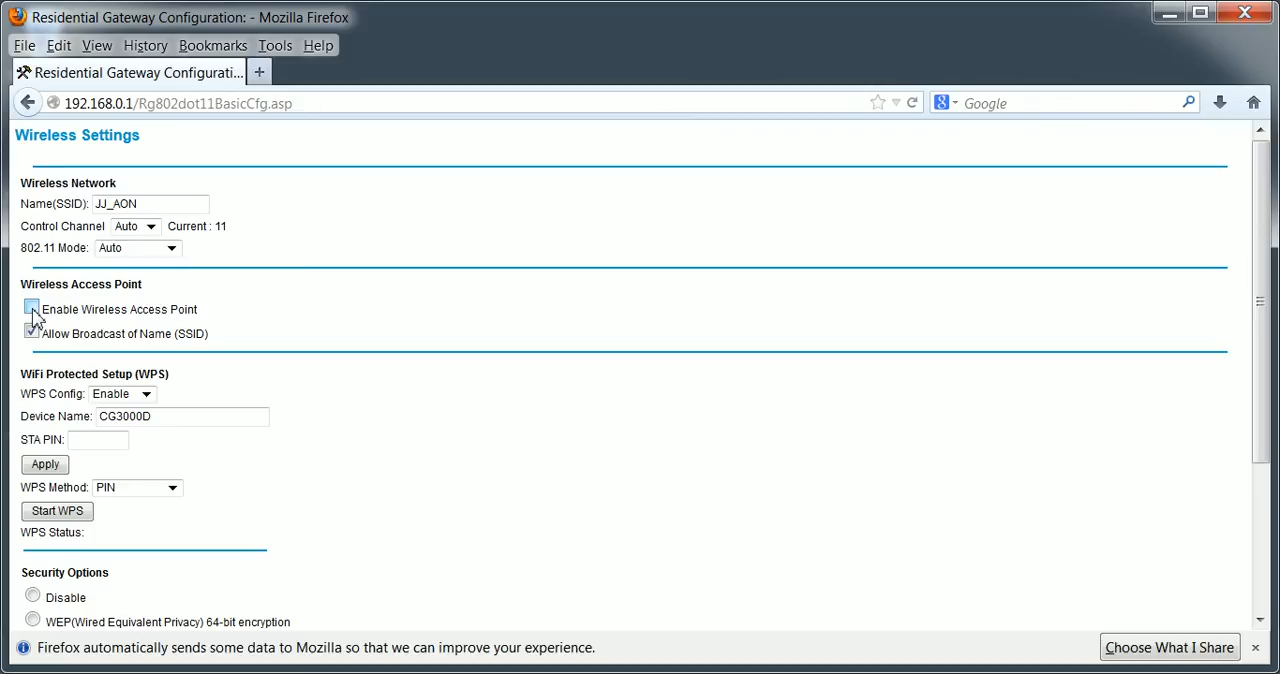 Residential Gateway Configuration: - Mozilla Firefox
File Edit View History Bookmarks Tools Help
Residential Gateway Configurati... +
192.168.0.1/Rg802dot11BasicCfg.asp Google
Wireless Settings
Wireless Network
Name(SSID): JJ_AON
Control Channel Auto Current : 11
802.11 Mode: Auto
Wireless Access Point
Enable Wireless Access Point
Allow Broadcast of Name (SSID)
WiFi Protected Setup (WPS)
WPS Config: Enable
Device Name: CG3000D
STA PIN:
Apply
WPS Method: PIN
Start WPS
WPS Status:
Security Options
Disable
WEP(Wired Equivalent Privacy) 64-bit encryption
Firefox automatically sends some data to Mozilla so that we can improve your experience. Choose What I Share ×